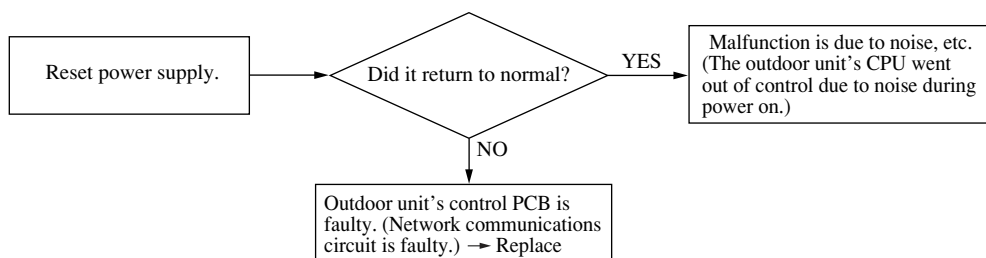 Reset power supply.
Did it return to normal?
YES
Malfunction is due to noise, etc.
(The outdoor unit's CPU went
out of control due to noise during
power on.)
NO
Outdoor unit's control PCB is
faulty. (Network communications
circuit is faulty.) → Replace